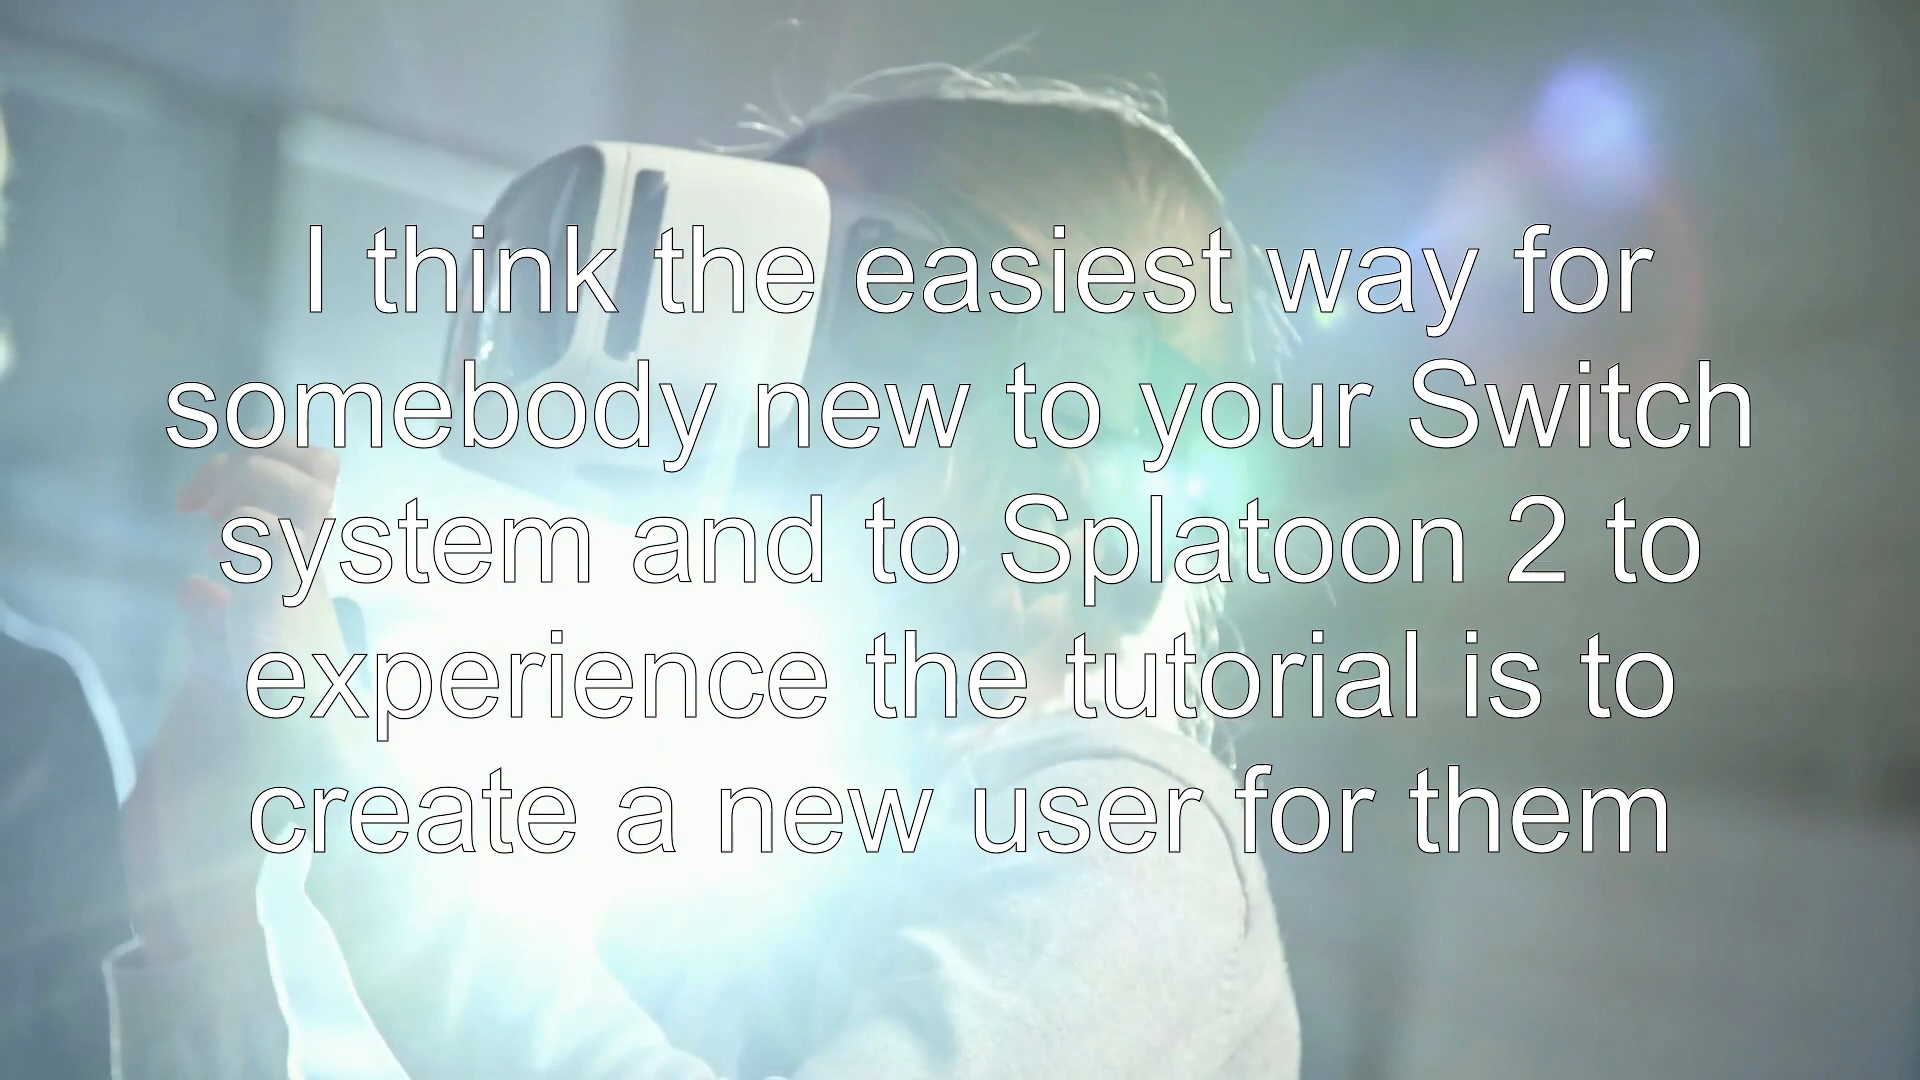 I think the easiest way for
somebody new to your Switch
system and to Splatoon 2 to
experience the tutorial is to
create a new user for them